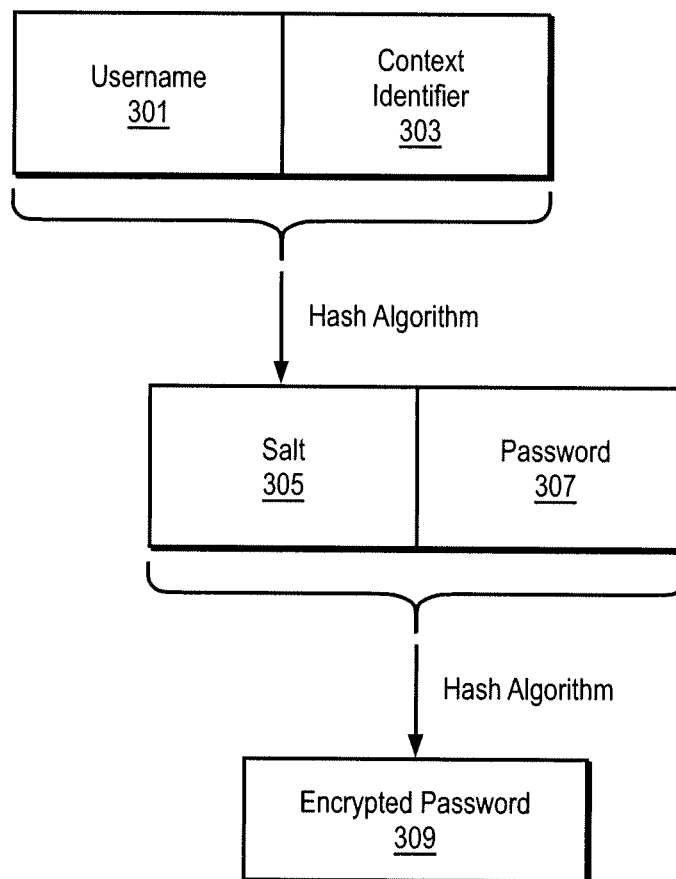 Username
301
Context
Identifier
303
Hash Algorithm
Salt
305
Password
307
Hash Algorithm
Encrypted Password
309